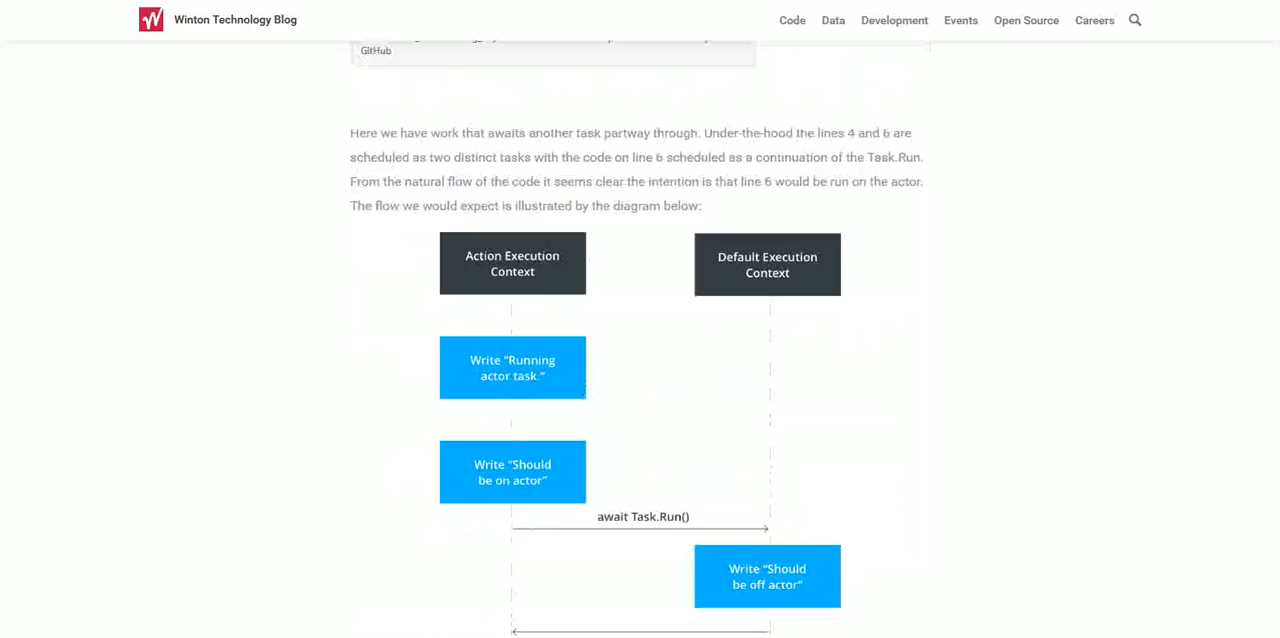 Winton Technology Blog
Code Data Development Events Open Source Careers
GitHub
Here we have work that awaits another task partway through. Under-the-hood the lines 4 and 6 are
scheduled as two distinct tasks with the code on line 6 scheduled as a continuation of the Task.Run.
From the natural flow of the code it seems clear the intention is that line 6 would be run on the actor.
The flow we would expect is illustrated by the diagram below:
Action Execution
Context
Default Execution
Context
Write “Running
actor task.”
Write “Should
be on actor”
await Task.Run()
Write “Should
be off actor”